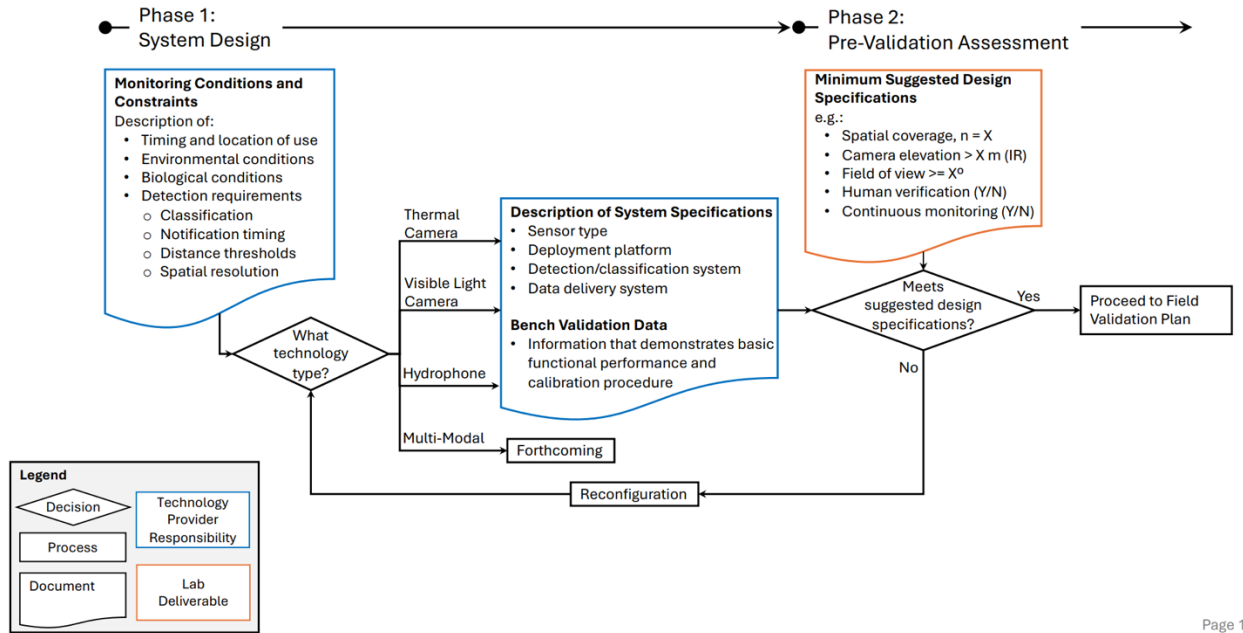 Phase 1:
System Design
Phase 2:
Pre-Validation Assessment
Monitoring Conditions and
Constraints
Description of:
• Timing and location of use
• Environmental conditions
• Biological conditions
• Detection requirements
o Classification
o Notification timing
o Distance thresholds
o Spatial resolution
What
technology
type?
Thermal
Camera
Visible Light
Camera
Hydrophone
Multi-Modal
Description of System Specifications
• Sensor type
• Deployment platform
• Detection/classification system
• Data delivery system
Bench Validation Data
• Information that demonstrates basic
functional performance and
calibration procedure
Forthcoming
Minimum Suggested Design
Specifications
e.g.:
• Spatial coverage, n = X
• Camera elevation > X m (IR)
• Field of view >= Xº
• Human verification (Y/N)
• Continuous monitoring (Y/N)
Meets
suggested design
specifications?
Yes
Proceed to Field
Validation Plan
No
Reconfiguration
Legend
Decision
Process
Document
Technology
Provider
Responsibility
Lab
Deliverable
Page 1